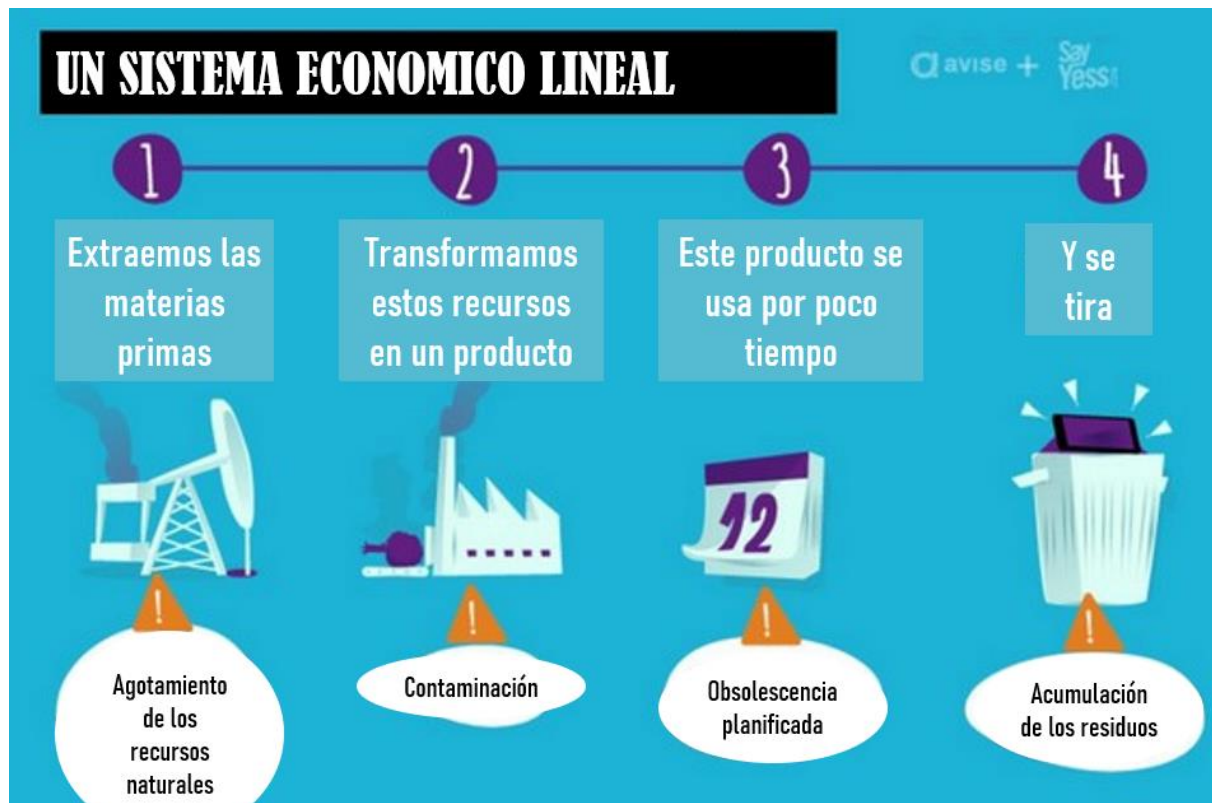 UN SISTEMA ECONOMICO LINEAL
avise + Say
Yess
1
2
3
4
Extraemos las
materias
primas
Transformamos
estos recursos
en un producto
Este producto se
usa por poco
tiempo
Y se
tira
12
!
!
!
!
Agotamiento
de los
recursos
naturales
Contaminación
Obsolescencia
planificada
Acumulación
de los residuos